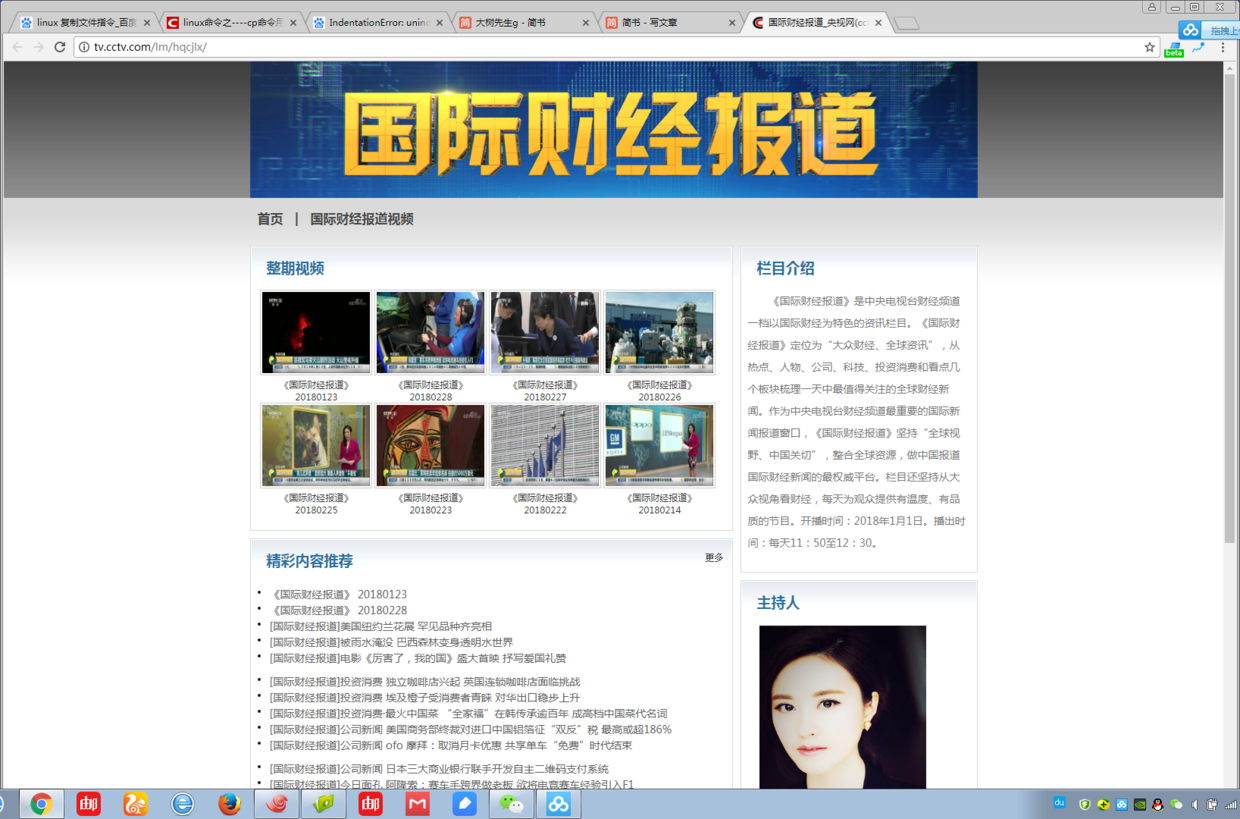 linux 复制文件指令_百度
linux命令之----cp命令用
IndentationError: unind
大树先生g - 简书
简书 - 写文章
国际财经报道_央视网(cct
tv.cctv.com/lm/hqcjlx/
拖拽上
beta
国际财经报道
首页 | 国际财经报道视频
整期视频
《国际财经报道》
20180123
《国际财经报道》
20180228
《国际财经报道》
20180227
《国际财经报道》
20180226
《国际财经报道》
20180225
《国际财经报道》
20180223
《国际财经报道》
20180222
《国际财经报道》
20180214
GM
KOREA
oppo
精彩内容推荐
更多
《国际财经报道》 20180123
《国际财经报道》 20180228
[国际财经报道]美国纽约兰花展 罕见品种齐亮相
[国际财经报道]被雨水淹没 巴西森林变身透明水世界
[国际财经报道]电影《厉害了，我的国》盛大首映 抒写爱国礼赞
[国际财经报道]投资消费 独立咖啡店兴起 英国连锁咖啡店面临挑战
[国际财经报道]投资消费 埃及橙子受消费者青睐 对华出口稳步上升
[国际财经报道]投资消费·最火中国菜 “全家福”在韩传承逾百年 成高档中国菜代名词
[国际财经报道]公司新闻 美国商务部终裁对进口中国铝箔征“双反”税 最高或超186%
[国际财经报道]公司新闻 ofo 摩拜：取消月卡优惠 共享单车“免费”时代结束
[国际财经报道]公司新闻 日本三大商业银行联手开发自主二维码支付系统
[国际财经报道]今日面孔 阿隆索：赛车手跨界做老板 欲将电竞赛车经验引入F1
栏目介绍
《国际财经报道》是中央电视台财经频道
一档以国际财经为特色的资讯栏目。《国际财
经报道》定位为“大众财经、全球资讯”，从
热点、人物、公司、科技、投资消费和看点几
个板块梳理一天中最值得关注的全球财经新
闻。作为中央电视台财经频道最重要的国际新
闻报道窗口，《国际财经报道》坚持“全球视
野、中国关切”，整合全球资源，做中国报道
国际财经新闻的最权威平台。栏目还坚持从大
众视角看财经，每天为观众提供有温度、有品
质的节目。开播时间：2018年1月1日。播出时
间：每天11：50至12：30。
主持人
du